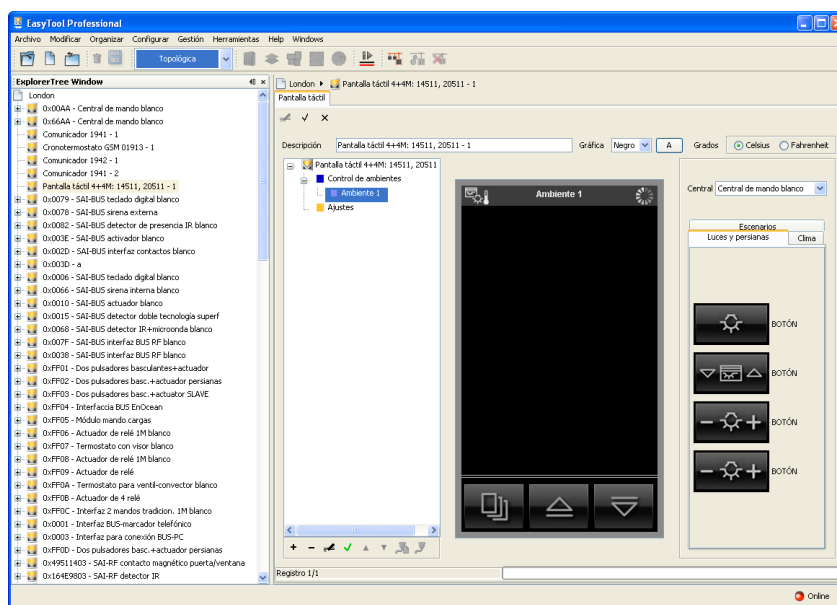 EasyTool Professional
Archivo Modificar Organizar Configurar Gestión Herramientas Help Windows
Topológica
ExplorerTree Window
London
0x00AA - Central de mando blanco
0x66AA - Central de mando blanco
Comunicador 1941 - 1
Cronotermostato GSM 01913 - 1
Comunicador 1942 - 1
Comunicador 1941 - 2
Pantalla táctil 4+4M: 14511, 20511 - 1
0x0079 - SAI-BUS teclado digital blanco
0x0078 - SAI-BUS sirena externa
0x0082 - SAI-BUS detector de presencia IR blanco
0x003E - SAI-BUS activador blanco
0x002D - SAI-BUS interfaz contactos blanco
0x003D - a
0x0006 - SAI-BUS teclado digital blanco
0x0066 - SAI-BUS sirena interna blanco
0x0010 - SAI-BUS actuador blanco
0x0015 - SAI-BUS detector doble tecnología superf
0x0068 - SAI-BUS detector IR+microonda blanco
0x007F - SAI-BUS interfaz BUS RF blanco
0x0038 - SAI-BUS interfaz BUS RF blanco
0xFF01 - Dos pulsadores basculantes+actuador
0xFF02 - Dos pulsadores basc.+actuador persianas
0xFF03 - Dos pulsadores basc.+actuator SLAVE
0xFF04 - Interfaccia BUS EnOcean
0xFF05 - Módulo mando cargas
0xFF06 - Actuador de relé 1M blanco
0xFF07 - Termostato con visor blanco
0xFF08 - Actuador de relé 1M blanco
0xFF09 - Actuador de relé
0xFF0A - Termostato para ventil-convector blanco
0xFF0B - Actuador de 4 relé
0xFF0C - Interfaz 2 mandos tradicion. 1M blanco
0x0001 - Interfaz BUS-marcador telefónico
0x0003 - Interfaz para conexión BUS-PC
0xFF0D - Dos pulsadores basc.+actuador persianas
0x49511403 - SAI-RF contacto magnético puerta/ventana
0x164E9803 - SAI-RF detector IR
London Pantalla táctil 4+4M: 14511, 20511 - 1
Pantalla táctil
Descripción Pantalla táctil 4+4M: 14511, 20511 - 1 Gráfica Negro A Grados Celsius Fahrenheit
Pantalla táctil 4+4M: 14511, 20511
Control de ambientes
Ambiente 1
Ajustes
Ambiente 1
Central Central de mando blanco
Escenarios
Luces y persianas Clima
BOTÓN
BOTÓN
BOTÓN
BOTÓN
Registro 1/1
Online